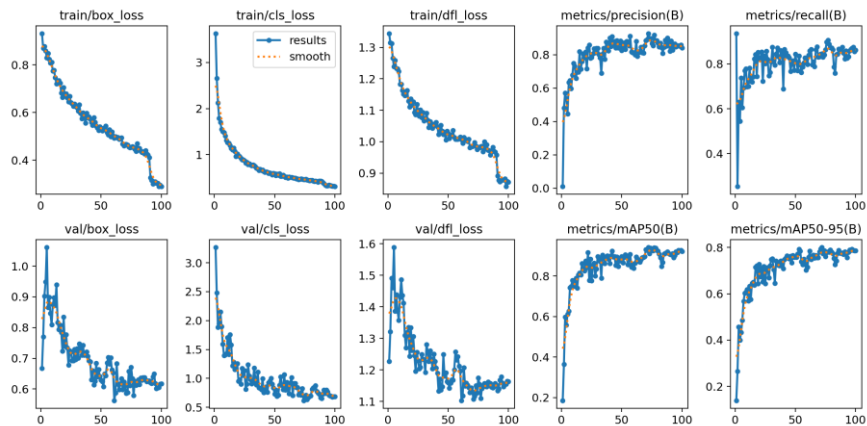 train/box_loss
train/cls_loss
train/dfl_loss
metrics/precision(B)
metrics/recall(B)
0.8
0.6
0.4
0 50 100
3
2
1
results
smooth
0 50 100
1.3
1.2
1.1
1.0
0.9
0 50 100
0.8
0.6
0.4
0.2
0.0
0 50 100
0.8
0.6
0.4
0 50 100
val/box_loss
val/cls_loss
val/dfl_loss
metrics/mAP50(B)
metrics/mAP50-95(B)
1.0
0.9
0.8
0.7
0.6
0 50 100
3.0
2.5
2.0
1.5
1.0
0.5
0 50 100
1.6
1.5
1.4
1.3
1.2
1.1
0 50 100
0.8
0.6
0.4
0.2
0 50 100
0.8
0.6
0.4
0.2
0 50 100